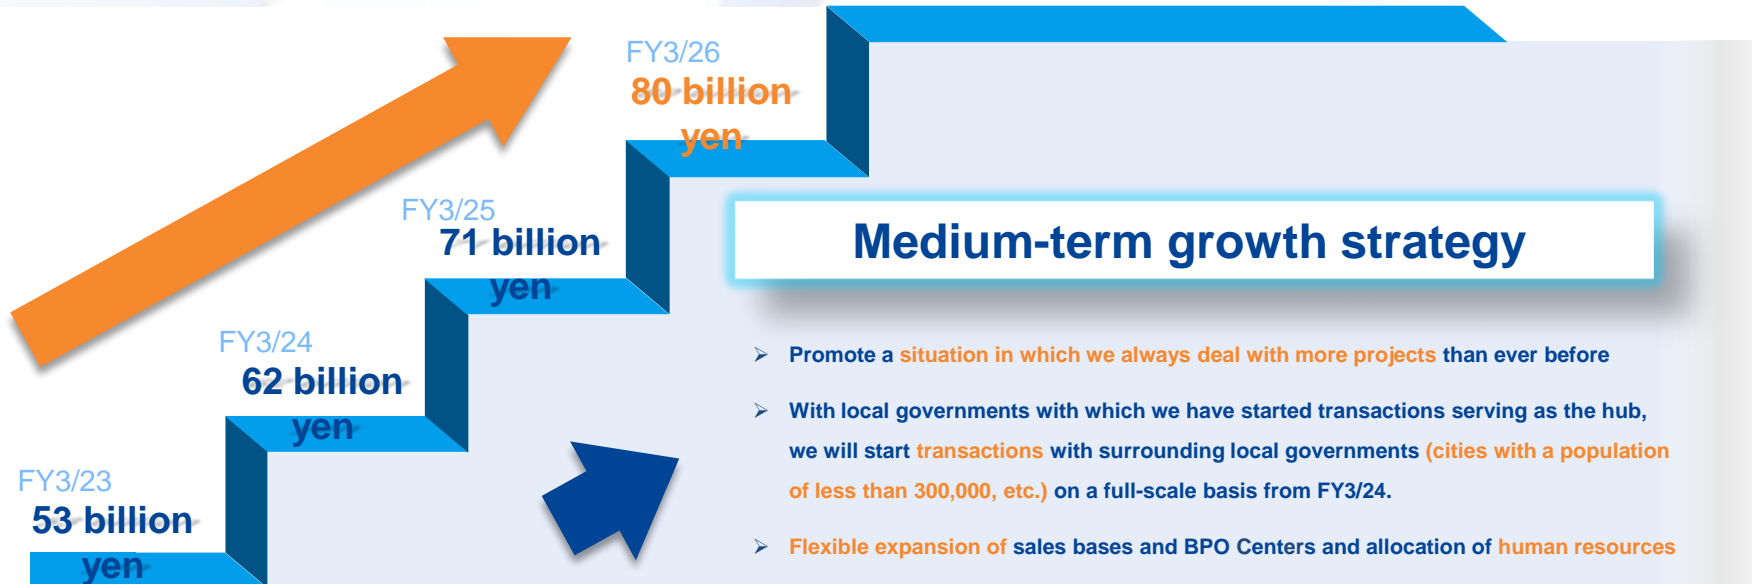 FY3/26
80 billion
yen
FY3/25
71 billion
yen
FY3/24
62 billion
yen
FY3/23
53 billion
yen
Medium-term growth strategy
➢ Promote a situation in which we always deal with more projects than ever before
➢ With local governments with which we have started transactions serving as the hub,
we will start transactions with surrounding local governments (cities with a population
of less than 300,000, etc.) on a full-scale basis from FY3/24.
➢ Flexible expansion of sales bases and BPO Centers and allocation of human resources